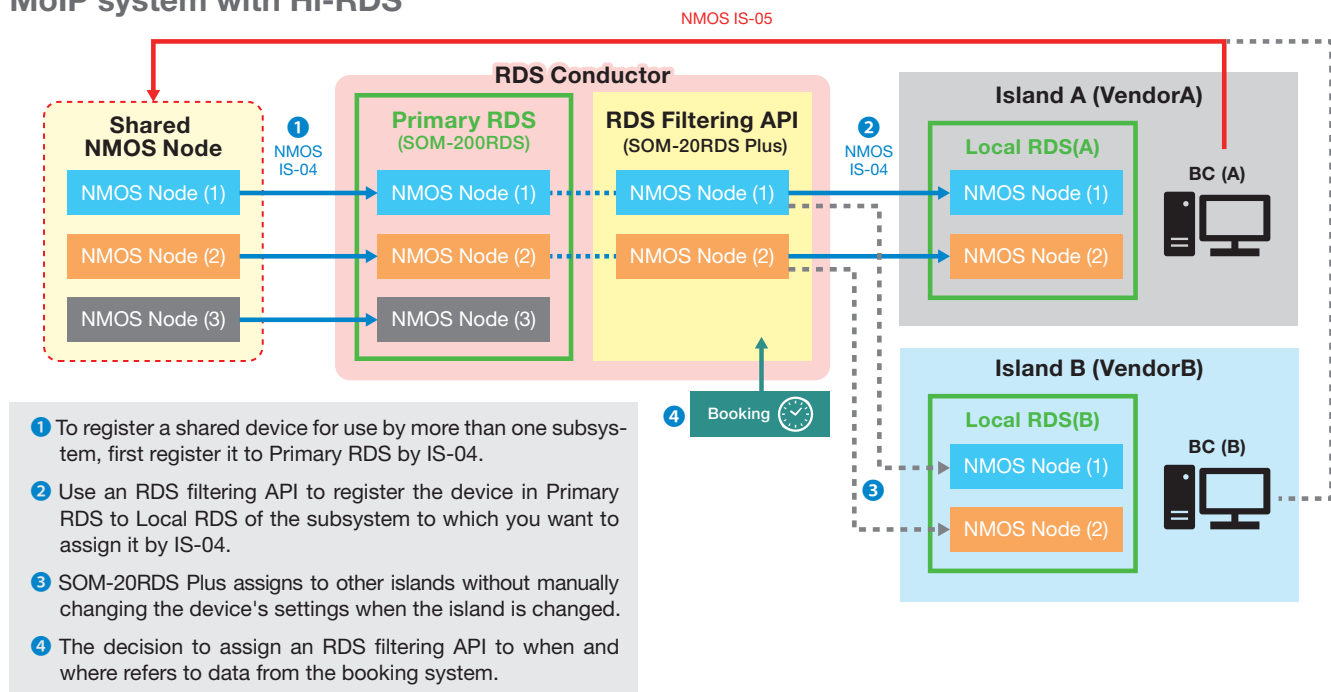 MoIP system with Hi-RDS
NMOS IS-05
RDS Conductor
Shared
NMOS Node
NMOS Node (1)
NMOS Node (2)
NMOS Node (3)
1
NMOS
IS-04
Primary RDS
(SOM-200RDS)
NMOS Node (1)
NMOS Node (2)
NMOS Node (3)
RDS Filtering API
(SOM-20RDS Plus)
NMOS Node (1)
NMOS Node (2)
2
NMOS
IS-04
Island A (VendorA)
Local RDS(A)
NMOS Node (1)
NMOS Node (2)
BC (A)
4
Booking
3
Island B (VendorB)
Local RDS(B)
NMOS Node (1)
NMOS Node (2)
BC (B)
1 To register a shared device for use by more than one subsys-
tem, first register it to Primary RDS by IS-04.
2 Use an RDS filtering API to register the device in Primary
RDS to Local RDS of the subsystem to which you want to
assign it by IS-04.
3 SOM-20RDS Plus assigns to other islands without manually
changing the device's settings when the island is changed.
4 The decision to assign an RDS filtering API to when and
where refers to data from the booking system.